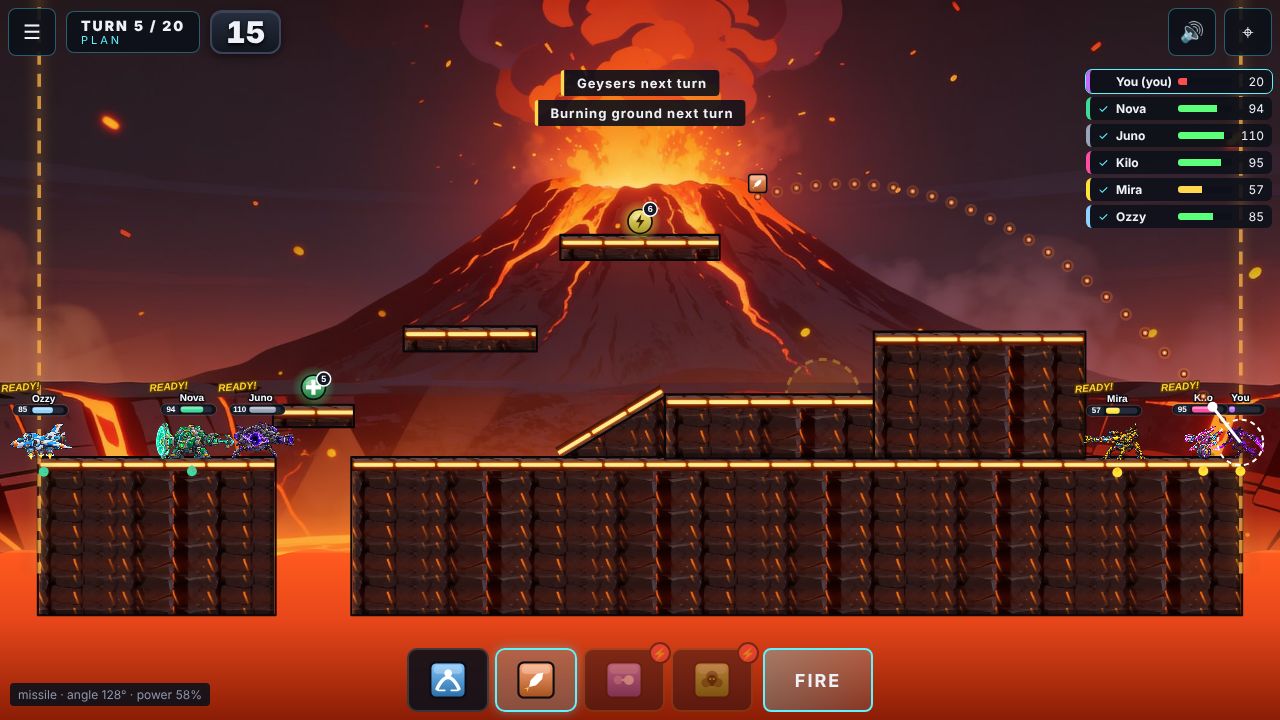 TURN 5 / 20
PLAN
15
Geysers next turn
Burning ground next turn
You (you) 20
Nova 94
Juno 110
Kilo 95
Mira 57
Ozzy 85
6
5
READY!
Ozzy
85
READY!
Nova
94
READY!
Juno
110
READY!
Mira
57
READY!
95
You
FIRE
missile · angle 128° · power 58%